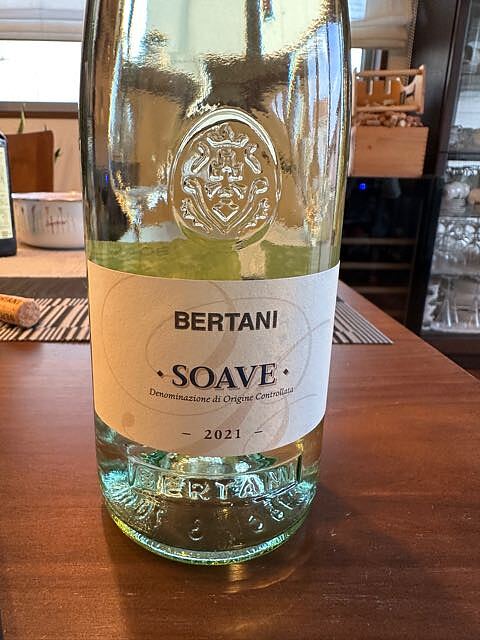 BERTANI
· SOAVE ·
Denominazione di Origine Controllata
– 2021 –
BERTANI